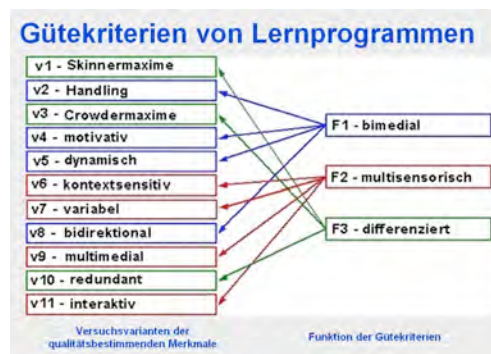 Gütekriterien von Lernprogrammen
v1 - Skinnermaxime
v2 - Handling
v3 - Crowdermaxime
v4 - motivativ
v5 - dynamisch
v6 - kontextsensitiv
v7 - variabel
v8 - bidirektional
v9 - multimedial
v10 - redundant
v11 - interaktiv
F1 - bimedial
F2 - multisensorisch
F3 - differenziert
Versuchsvarianten der
qualitätsbestimmenden Merkmale
Funktion der Gütekriterien